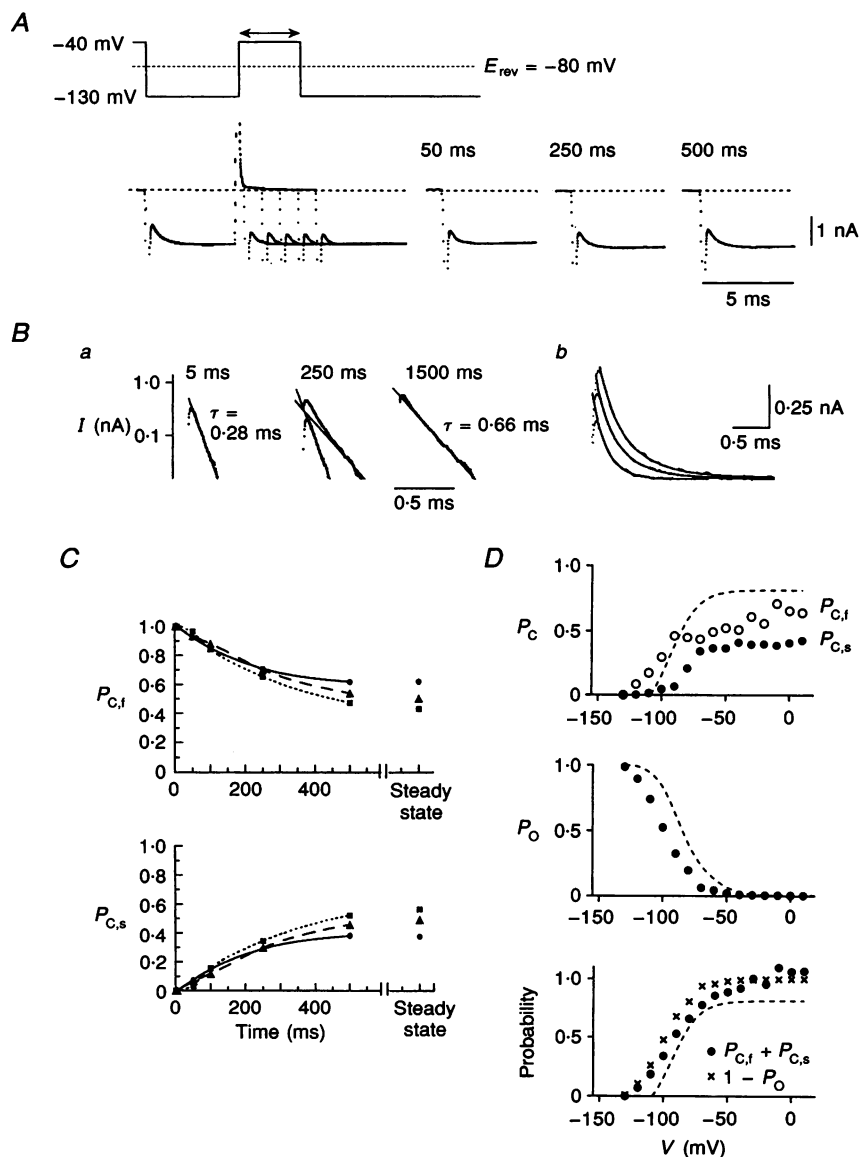 A
−40 mV
E_rev = −80 mV
−130 mV
50 ms 250 ms 500 ms
1 nA
5 ms
B
a b
5 ms 250 ms 1500 ms
1·0
I (nA)
0·1
τ =
0·28 ms
τ = 0·66 ms
0·5 ms
0·25 nA
0·5 ms
C
1·0
0·8
P_C,f 0·6
0·4
0·2
0
0 200 400 Steady
state
1·0
0·8
P_C,s 0·6
0·4
0·2
0
0 200 400 Steady
state
Time (ms)
D
1·0
P_C 0·5
0
P_C,f
P_C,s
−150 −100 −50 0
1·0
P_O 0·5
0
−150 −100 −50 0
1·0
Probability
0·5
0
● P_C,f + P_C,s
× 1 − P_O
−150 −100 −50 0
V (mV)